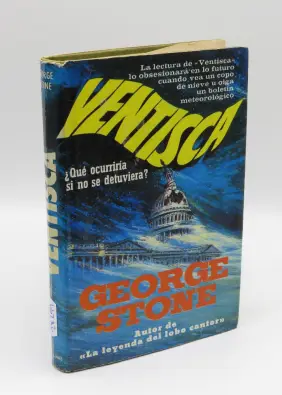 La lectura de «Ventisca»
lo obsesionará en lo futuro
cuando vea un copo
de nieve u oiga
un boletín
meteorológico
VENTISCA
¿Qué ocurriría
si no se detuviera?
GEORGE
STONE
Autor de
«La leyenda del lobo cantor»
GEORGE
STONE
VENTISCA